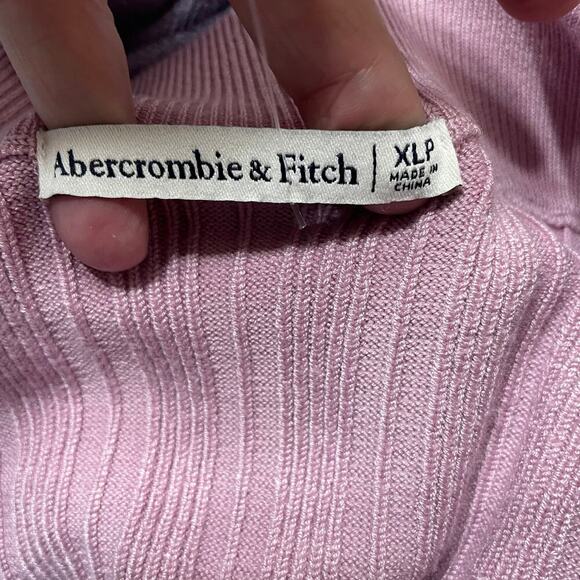 Abercrombie & Fitch | XLP
MADE IN
CHINA